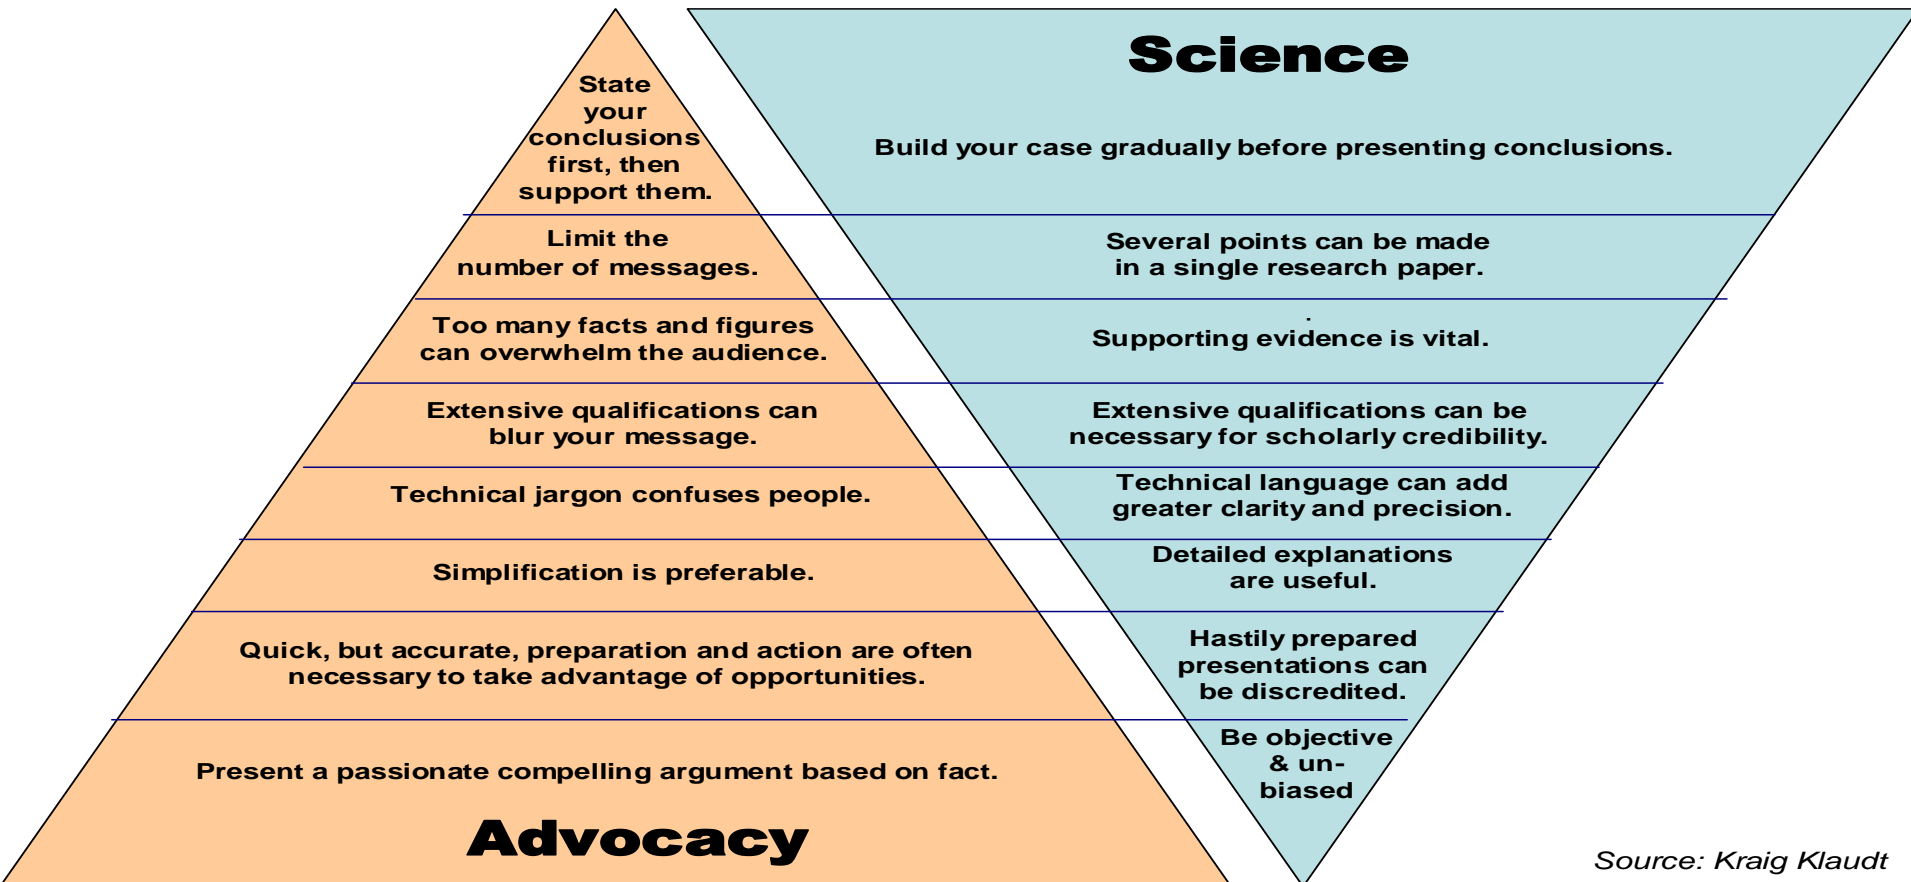 Science
State
your
conclusions
first, then
support them.
Build your case gradually before presenting conclusions.
Limit the
number of messages.
Several points can be made
in a single research paper.
Too many facts and figures
can overwhelm the audience.
.
Supporting evidence is vital.
Extensive qualifications can
blur your message.
Extensive qualifications can be
necessary for scholarly credibility.
Technical jargon confuses people.
Technical language can add
greater clarity and precision.
Simplification is preferable.
Detailed explanations
are useful.
Quick, but accurate, preparation and action are often
necessary to take advantage of opportunities.
Hastily prepared
presentations can
be discredited.
Present a passionate compelling argument based on fact.
Be objective
& un-
biased
Advocacy
Source: Kraig Klaudt